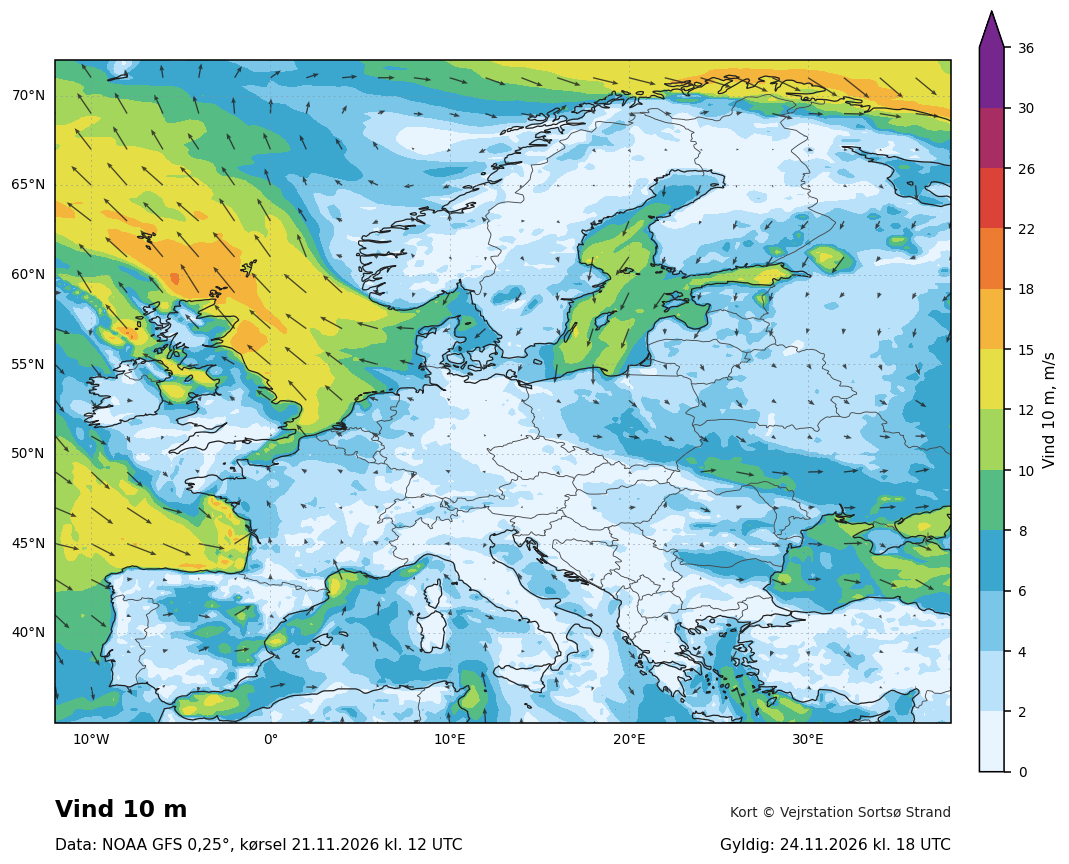 70°N
65°N
60°N
55°N
50°N
45°N
40°N
10°W
0°
10°E
20°E
30°E
36
30
26
22
18
15
12
10
8
6
4
2
0
Vind 10 m, m/s
Vind 10 m
Kort © Vejrstation Sortsø Strand
Data: NOAA GFS 0,25°, kørsel 21.11.2026 kl. 12 UTC
Gyldig: 24.11.2026 kl. 18 UTC